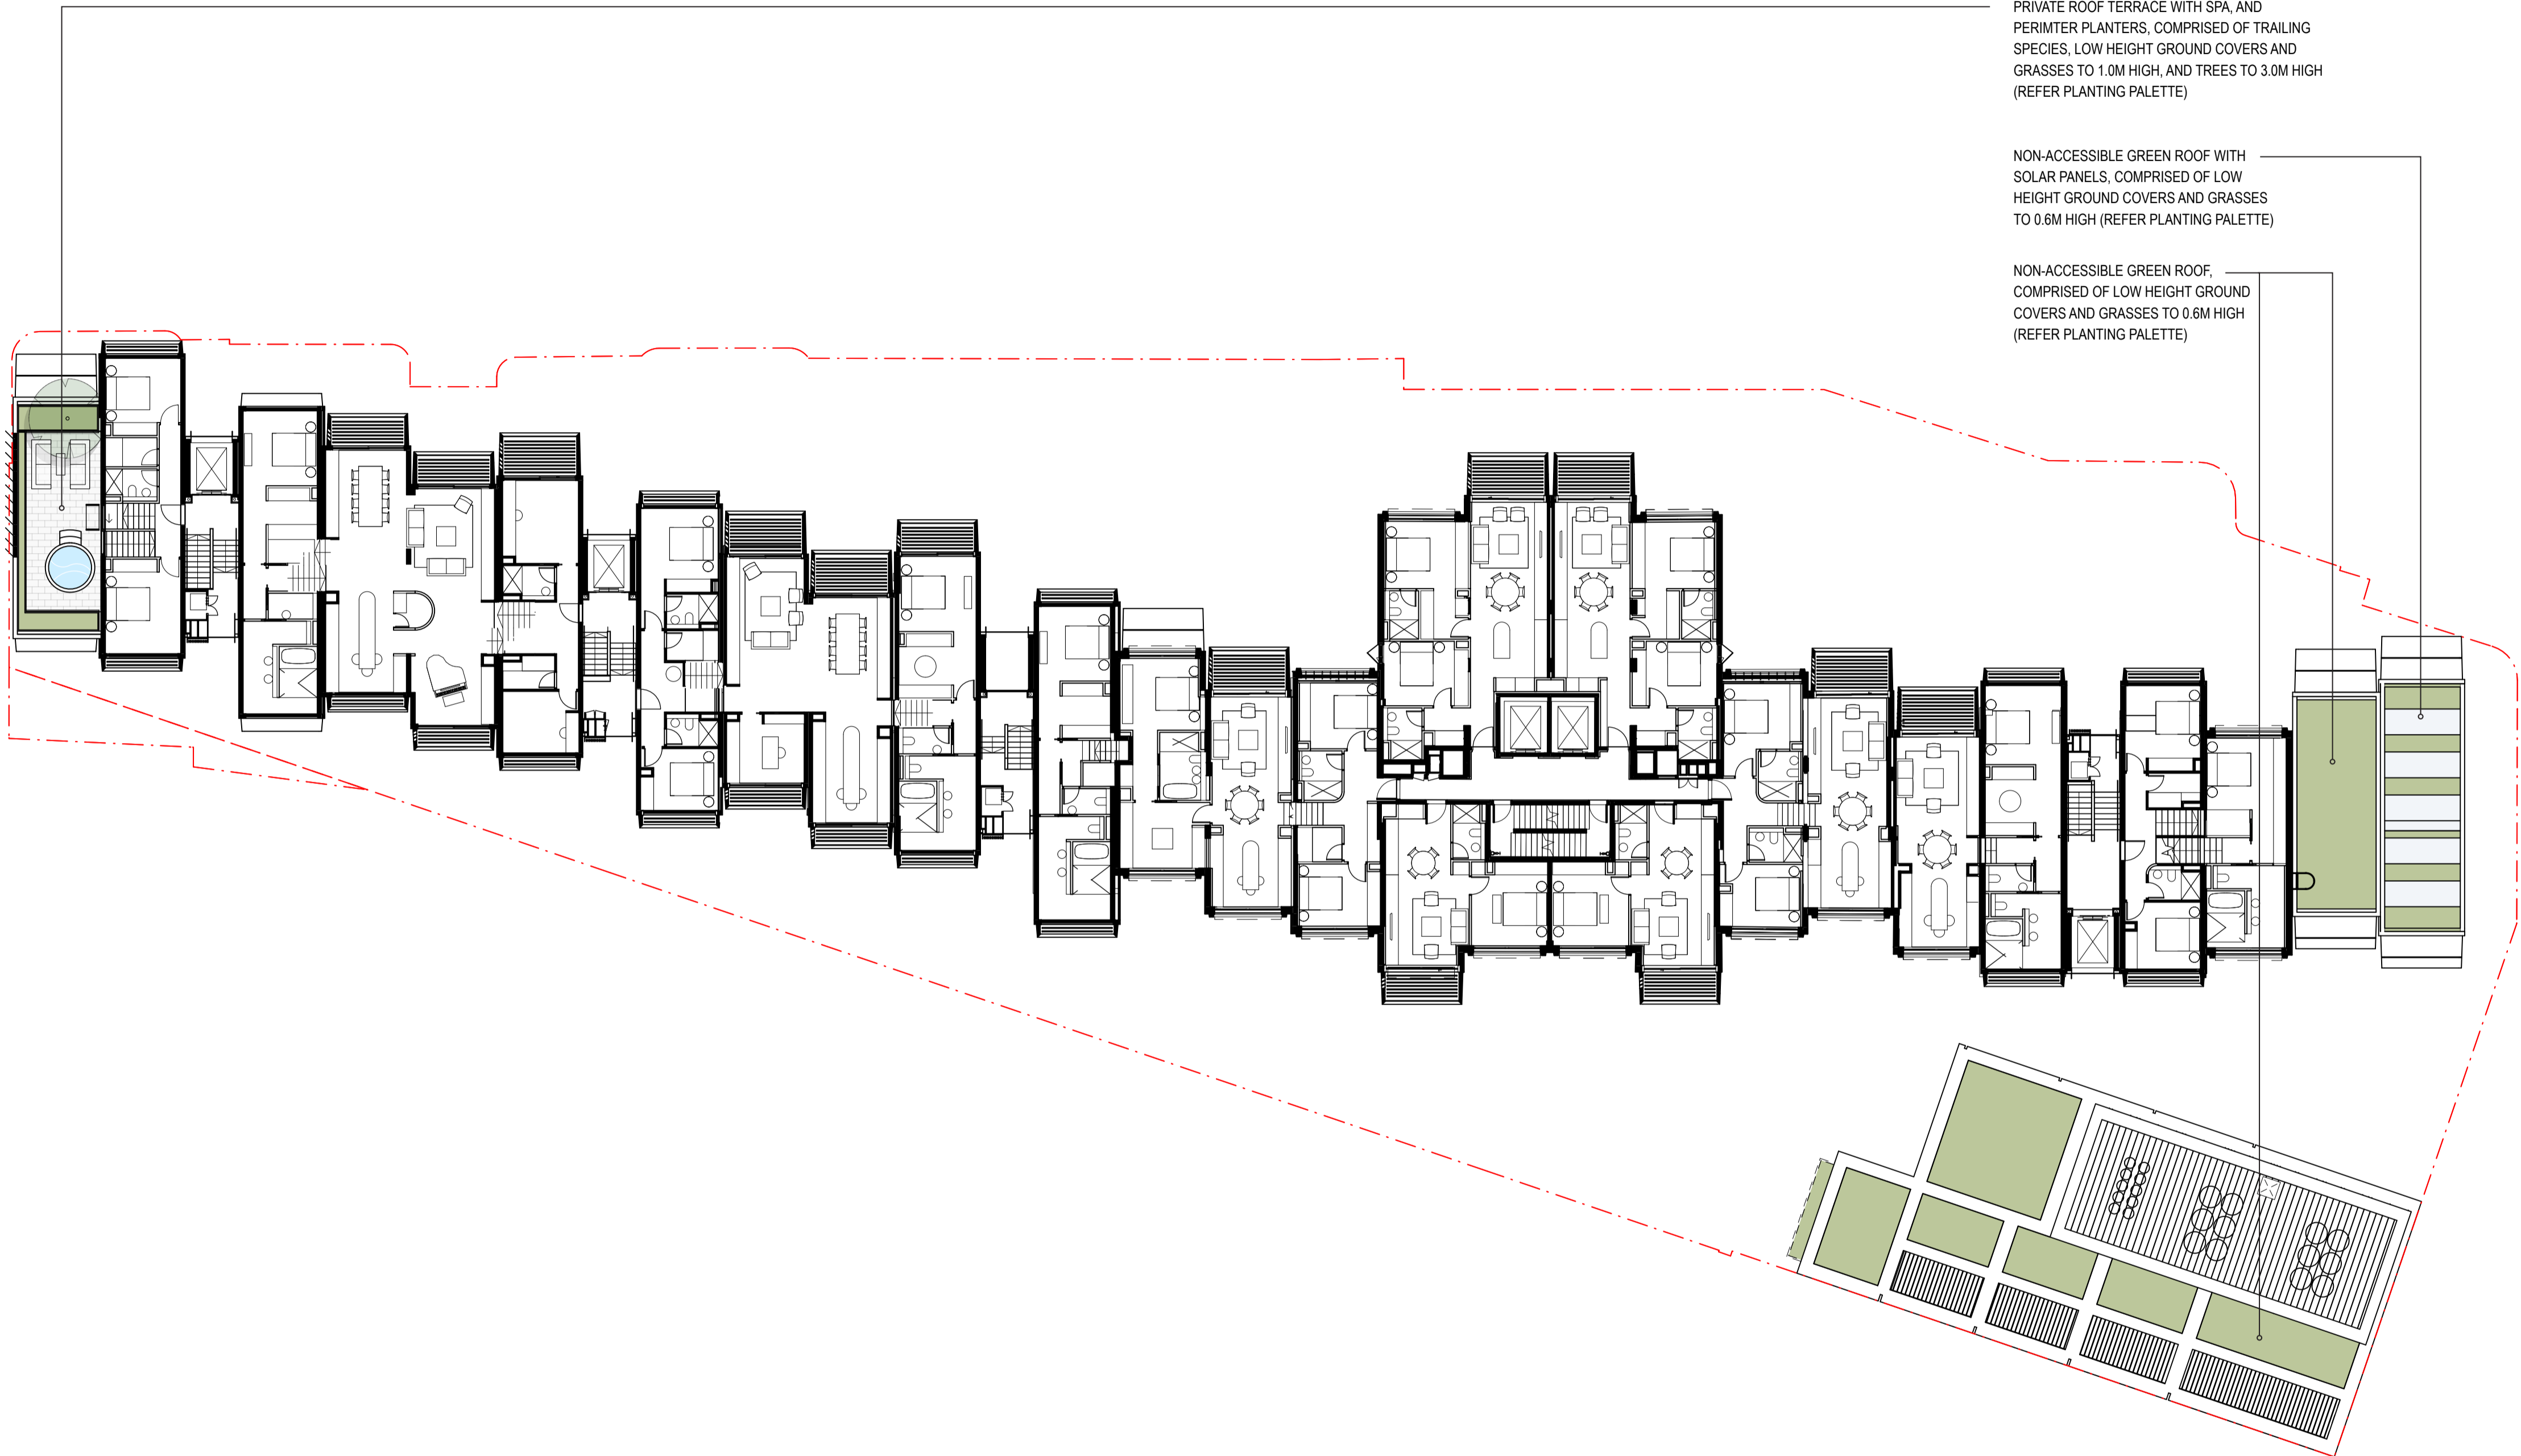 PRIVATE ROOF TERRACE WITH SPA, AND
PERIMTER PLANTERS, COMPRISED OF TRAILING
SPECIES, LOW HEIGHT GROUND COVERS AND
GRASSES TO 1.0M HIGH, AND TREES TO 3.0M HIGH
(REFER PLANTING PALETTE)
NON-ACCESSIBLE GREEN ROOF WITH
SOLAR PANELS, COMPRISED OF LOW
HEIGHT GROUND COVERS AND GRASSES
TO 0.6M HIGH (REFER PLANTING PALETTE)
NON-ACCESSIBLE GREEN ROOF,
COMPRISED OF LOW HEIGHT GROUND
COVERS AND GRASSES TO 0.6M HIGH
(REFER PLANTING PALETTE)